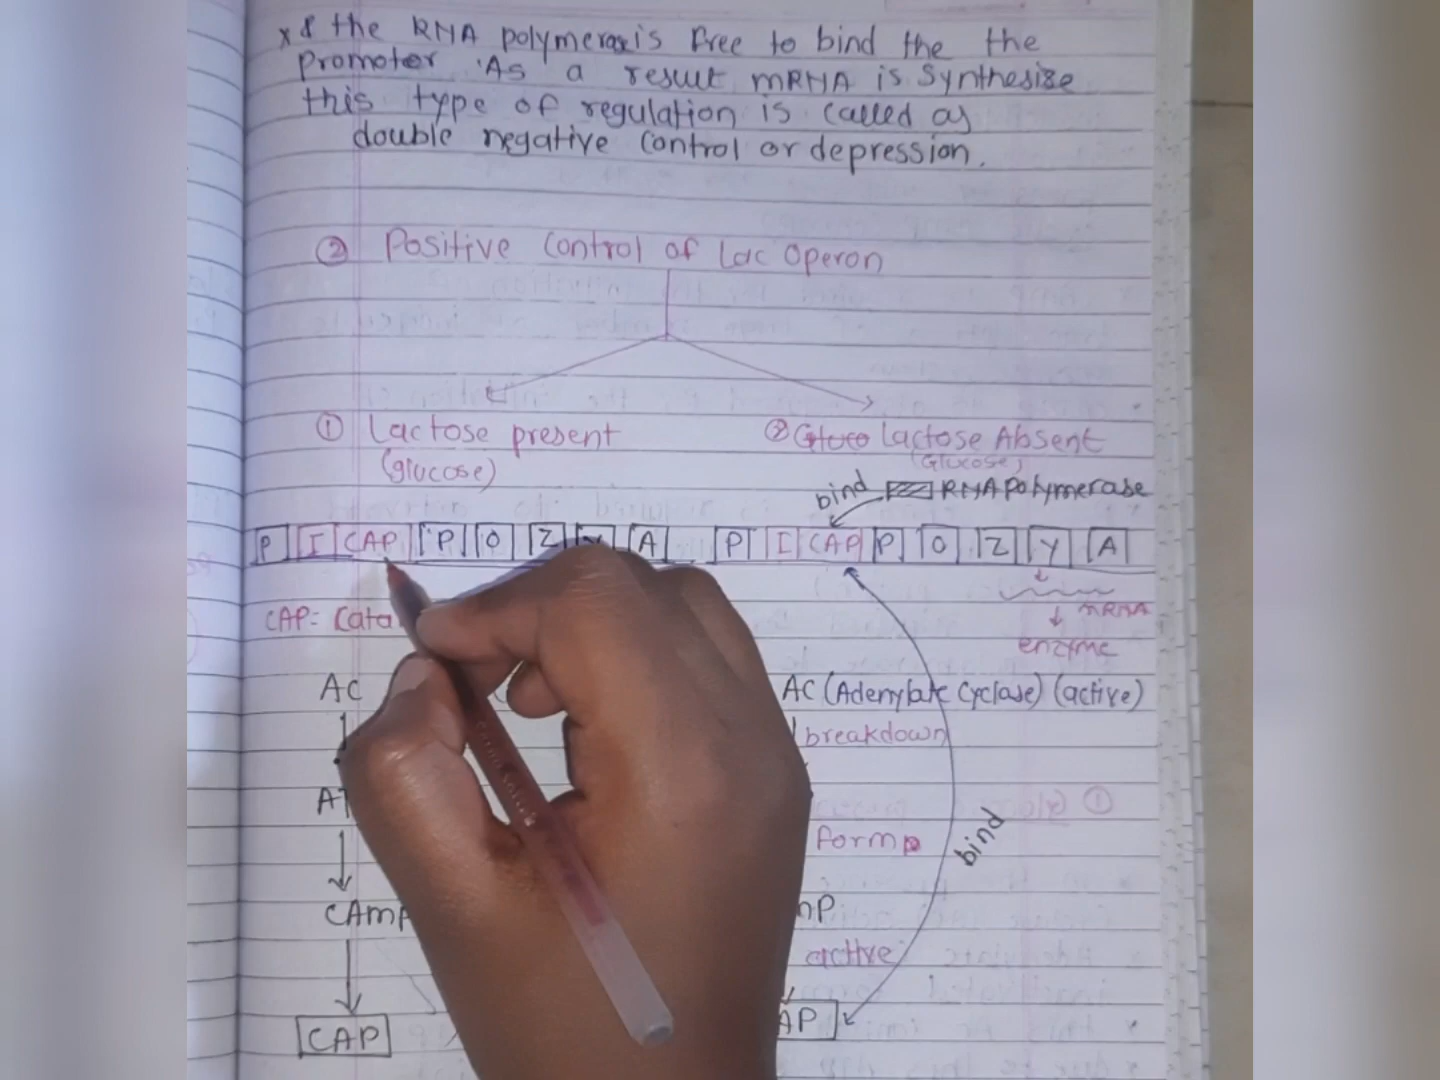 x & the RNA polymerase is free to bind the the
promoter. As a result mRNA is synthesise
this type of regulation is called as
double negative control or depression.
② Positive control of Lac Operon
① Lactose present
(glucose)
② Lactose Absent
(Glucose)
bind
RNA polymerase
P I CAP P O Z Y A
P I CAP P O Z Y A
mRNA
enzyme
CAP = Cata
AC
AC (Adenylate Cyclase) (active)
breakdown
form
bind
CAMP
MP
active
CAP
AP